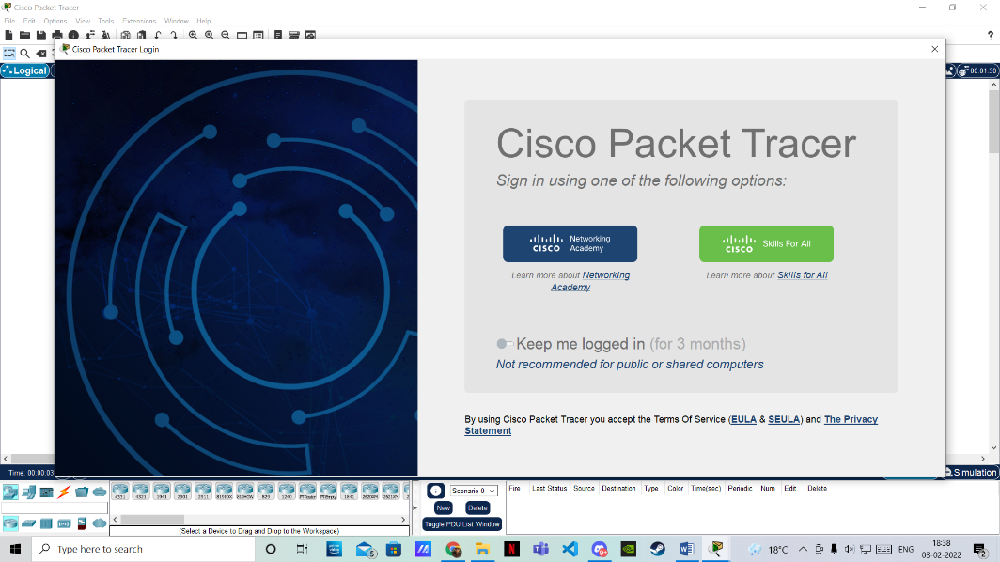 Cisco Packet Tracer
File Edit Options View Tools Extensions Window Help
?
Cisco Packet Tracer Login
Logical
00:01:30
Cisco Packet Tracer
Sign in using one of the following options:
CISCO Networking Academy
CISCO Skills For All
Learn more about Networking
Academy
Learn more about Skills for All
Keep me logged in (for 3 months)
Not recommended for public or shared computers
By using Cisco Packet Tracer you accept the Terms Of Service (EULA & SEULA) and The Privacy
Statement
Time: 00:00:03
Simulation
4331 4321 1941 2901 2911 819IOX 819HGW 829 1240 PT-Router PT-Empty 1841 2620XM 2621XM
(Select a Device to Drag and Drop to the Workspace)
Scenario 0
New Delete
Toggle PDU List Window
Fire Last Status Source Destination Type Color Time(sec) Periodic Num Edit Delete
Type here to search
5
18°C
ENG
18:38
03-02-2022
2